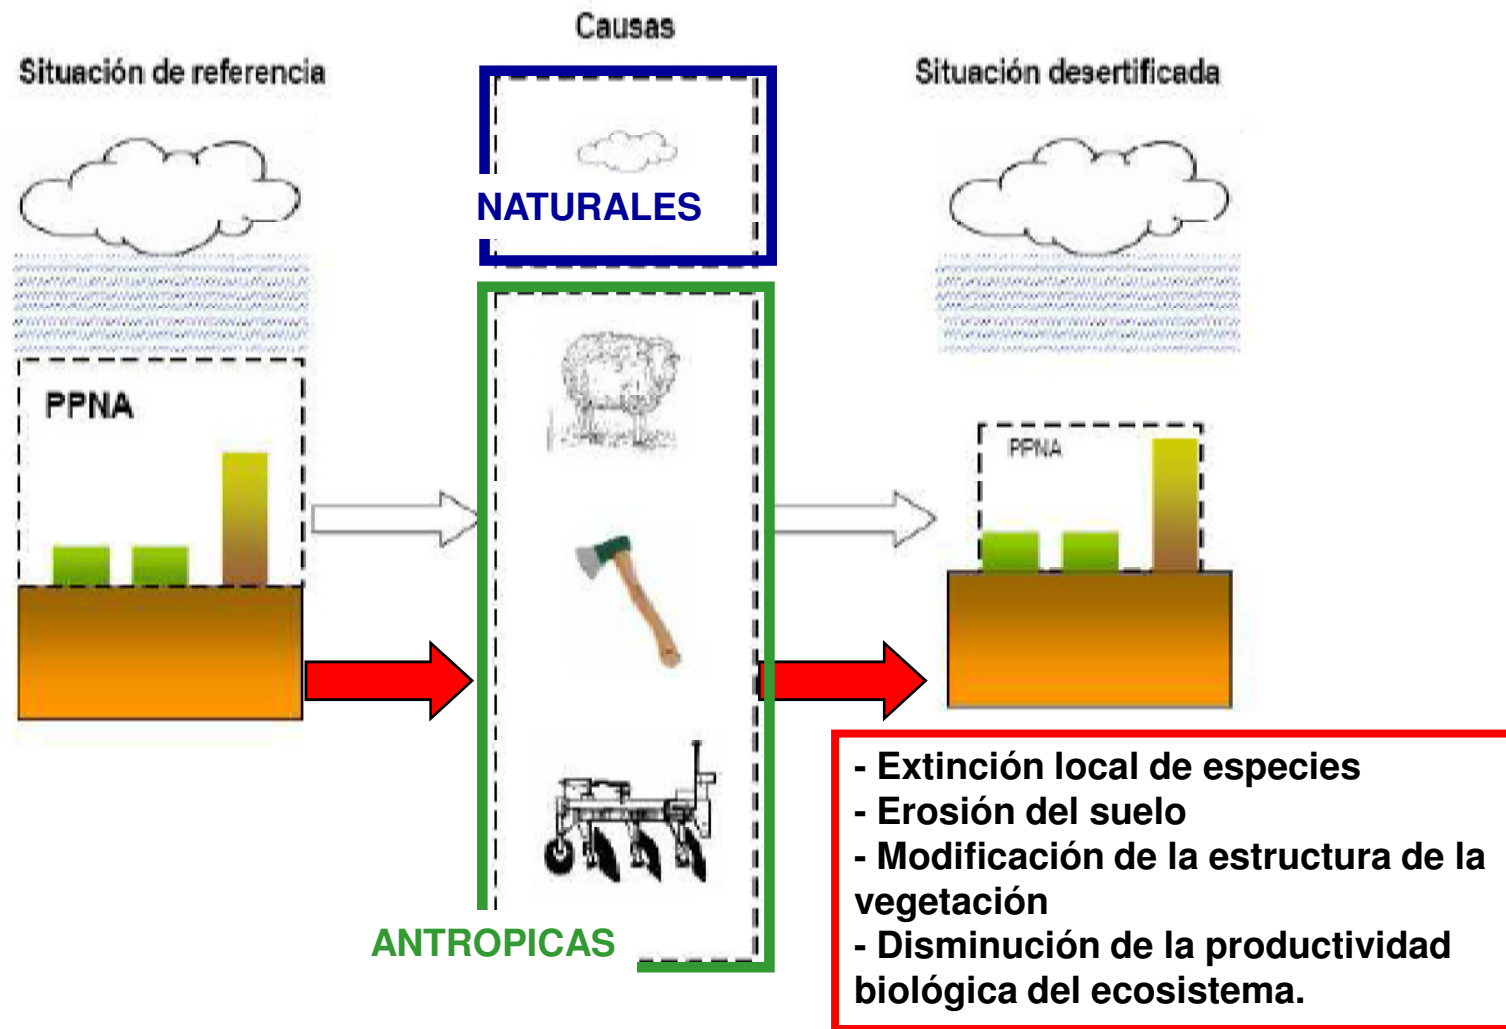 Causas
Situación de referencia
Situación desertificada
NATURALES
PPNA
PPNA
ANTROPICAS
- Extinción local de especies
- Erosión del suelo
- Modificación de la estructura de la
vegetación
- Disminución de la productividad
biológica del ecosistema.